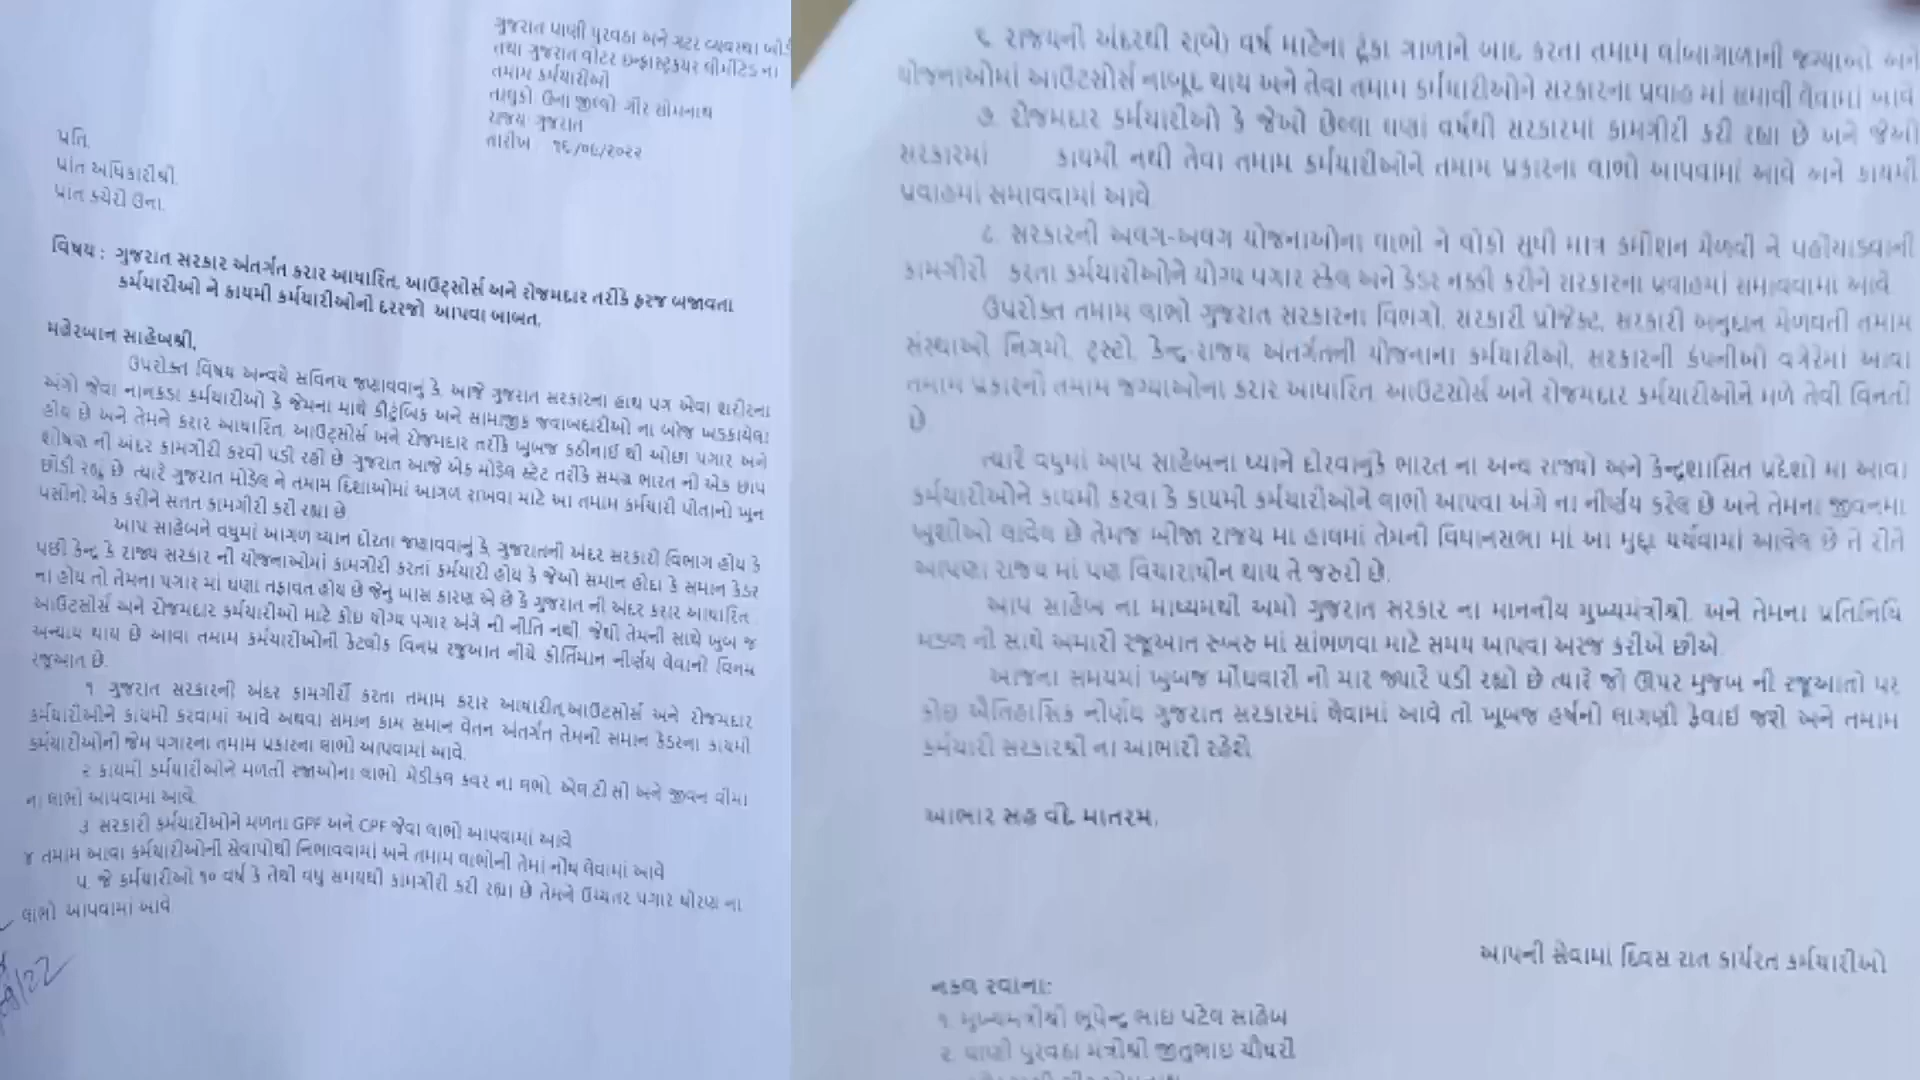 ગુજરાત પાણી પુરવઠા અને ગટર વ્યવસ્થા બોર્ડ
તથા ગુજરાત વોટર ઇન્ફ્રાસ્ટ્રકચર લીમીટેડ ના
તમામ કર્મચારીઓ
તાલુકો ઉના જીલ્લો ગીર સોમનાથ
રાજય ગુજરાત
તારીખ ૧૬/૦૯/૨૦૨૨
પ્રતિ,
પ્રાંત અધિકારીશ્રી,
પ્રાંત કચેરી ઉના.
વિષય : ગુજરાત સરકાર અંતર્ગત કરાર આધારિત, આઉટ્સોર્સ અને રોજમદાર તરીકે ફરજ બજાવતા
કર્મચારીઓ ને કાયમી કર્મચારીઓની દરરજો આપવા બાબત.
મહેરબાન સાહેબશ્રી,
ઉપરોક્ત વિષય અન્વયે સવિનય જણાવવાનું કે, આજે ગુજરાત સરકારના હાથ પગ એવા શરીરના
અંગો જેવા નાનકડા કર્મચારીઓ કે જેમના માથે કૌટુંબિક અને સામાજીક જવાબદારીઓ ના બોજ ખડકાયેલા
હોય છે અને તેમને કરાર આધારિત, આઉટ્સોર્સ અને રોજમદાર તરીકે ખુબજ કઠીનાઈ થી ઓછા પગાર અને
શોષણ ની અંદર કામગીરી કરવી પડી રહી છે ગુજરાત આજે એક મોડેલ સ્ટેટ તરીકે સમગ્ર ભારત ની એક છાપ
છોડી રહ્યુ છે ત્યારે ગુજરાત મોડેલ ને તમામ દિશાઓમાં આગળ રાખવા માટે આ તમામ કર્મચારી પોતાનો ખુન
પસીનો એક કરીને સતત કામગીરી કરી રહ્યા છે
આપ સાહેબને વધુમાં આગળ ધ્યાન દોરતા જણાવવાનું કે, ગુજરાતની અંદર સરકારી વિભાગ હોય કે
પછી કેન્દ્ર કે રાજ્ય સરકાર ની યોજનાઓમાં કામગીરી કરતાં કર્મચારી હોય કે જેઓ સમાન હોદા કે સમાન કેડર
ના હોય તો તેમના પગાર માં ઘણા તફાવત હોય છે જેનુ ખાસ કારણ એ છે કે ગુજરાત ની અંદર કરાર આધારિત
આઉટસોર્સ અને રોજમદાર કર્મચારીઓ માટે કોઇ યોગ્ય પગાર અંગે ની નીતિ નથી. જેથી તેમની સાથે ખુબ જ
અન્યાય થાય છે આવા તમામ કર્મચારીઓની કેટલીક વિનમ્ર રજુઆત નીચે કીર્તિમાન નીર્ણય લેવાની વિનમ્ર
રજૂઆત છે.
૧ ગુજરાત સરકારની અંદર કામગીરી કરતા તમામ કરાર આધારીત,આઉટસોર્સ અને રોજમદાર
કર્મચારીઓને કાયમી કરવામાં આવે અથવા સમાન કામ સમાન વેતન અંતર્ગત તેમની સમાન કેડરના કાયમી
કર્મચારીઓની જેમ પગારના તમામ પ્રકારના લાભો આપવામાં આવે.
૨ કાયમી કર્મચારીઓને મળતી રજાઓના લાભો મેડીકલ કવર ના લભો એલ.ટી.સી અને જીવન વીમા
ના લાભો આપવામાં આવે
૩ સરકારી કર્મચારીઓને મળતા GPF અને CPF જેવા લાભો આપવામાં આવે
૪ તમામ આવા કર્મચારીઓની સેવાપોથી નિભાવવામાં અને તમામ લાભોની તેમાં નોંધ લેવામાં આવે
૫. જે કર્મચારીઓ ૧૦ વર્ષ કે તેથી વધુ સમયથી કામગીરી કરી રહ્યા છે તેમને ઉચ્ચતર પગાર ધોરણ ના
લાભો આપવામાં આવે
૬ રાજયની અંદરથી ૨(બે) વર્ષ માટેના ટૂંકા ગાળાને બાદ કરતા તમામ લાંબાગાળાની જગ્યાઓ અને
યોજનાઓમાં આઉટસોર્સ નાબૂદ થાય અને તેવા તમામ કર્મચારીઓને સરકારના પ્રવાહ માં સમાવી લેવામાં આવે
૭. રોજમદાર કર્મચારીઓ કે જેઓ છેલ્લા ઘણાં વર્ષથી સરકારમાં કામગીરી કરી રહ્યા છે અને જેઓ
સરકારમાં કાયમી નથી તેવા તમામ કર્મચારીઓને તમામ પ્રકારના લાભો આપવામાં આવે અને કાયમી
પ્રવાહમાં સમાવવામાં આવે
૮. સરકારની અલગ-અલગ યોજનાઓના લાભો ને લોકો સુધી માત્ર કમીશન મેળવી ને પહોંચાડવાની
કામગીરી કરતા કર્મચારીઓને યોગ્ય પગાર સ્કેલ અને કેડર નક્કી કરીને સરકારના પ્રવાહમાં સમાવવામાં આવે
ઉપરોક્ત તમામ લાભો ગુજરાત સરકારના વિભગો, સરકારી પ્રોજેક્ટ, સરકારી અનુદાન મેળવતી તમામ
સંસ્થાઓ નિગમો, ટ્રસ્ટો, કેન્દ્ર-રાજય અંતર્ગતની યોજનાના કર્મચારીઓ, સરકારની કંપનીઓ વગેરેમાં આવા
તમામ પ્રકારની તમામ જગ્યાઓના કરાર આધારિત આઉટસોર્સ અને રોજમદાર કર્મચારીઓને મળે તેવી વિનતી
છે
ત્યારે વધુમાં આપ સાહેબના ધ્યાને દોરવાનુકે ભારત ના અન્ય રાજ્યો અને કેન્દ્રશાસિત પ્રદેશો મા આવા
કર્મચારીઓને કાયમી કરવા કે કાયમી કર્મચારીઓને લાભો આપવા અંગે ના નીર્ણય કરેલ છે અને તેમના જીવનમા
ખુશીઓ લાવેલ છે તેમજ બીજા રાજય મા હાલમાં તેમની વિધાનસભા માં આ મુદ્દા ચર્ચવામાં આવેલ છે તે રીતે
આપણા રાજય માં પણ વિચારાધીન થાય તે જરુરી છે.
આપ સાહેબ ના માધ્યમથી અમો ગુજરાત સરકાર ના માનનીય મુખ્યમંત્રીશ્રી અને તેમના પ્રતિનિધિ
મંડળ ની સાથે અમારી રજૂઆત રુબરુ માં સાંભળવા માટે સમય આપવા અરજ કરીએ છીએ.
આજના સમયમાં ખુબજ મોંઘવારી નો માર જ્યારે પડી રહ્યો છે ત્યારે જો ઊપર મુજબ ની રજૂઆતો પર
કોઇ ઐતિહાસિક નીર્ણય ગુજરાત સરકારમાં લેવામાં આવે તો ખૂબજ હર્ષની લાગણી ફેલાઈ જશે અને તમામ
કર્મચારી સરકારશ્રી ના આભારી રહેશે
આભાર સહ વંદે માતરમ.
આપની સેવામાં દિવસ રાત કાર્યરત કર્મચારીઓ
નકલ રવાના:
૧. મુખ્યમંત્રીશ્રી ભૂપેન્દ્ર ભાઇ પટેલ સાહેબ
૨. પાણી પુરવઠા મંત્રીશ્રી જીતુભાઇ ચૌધરી